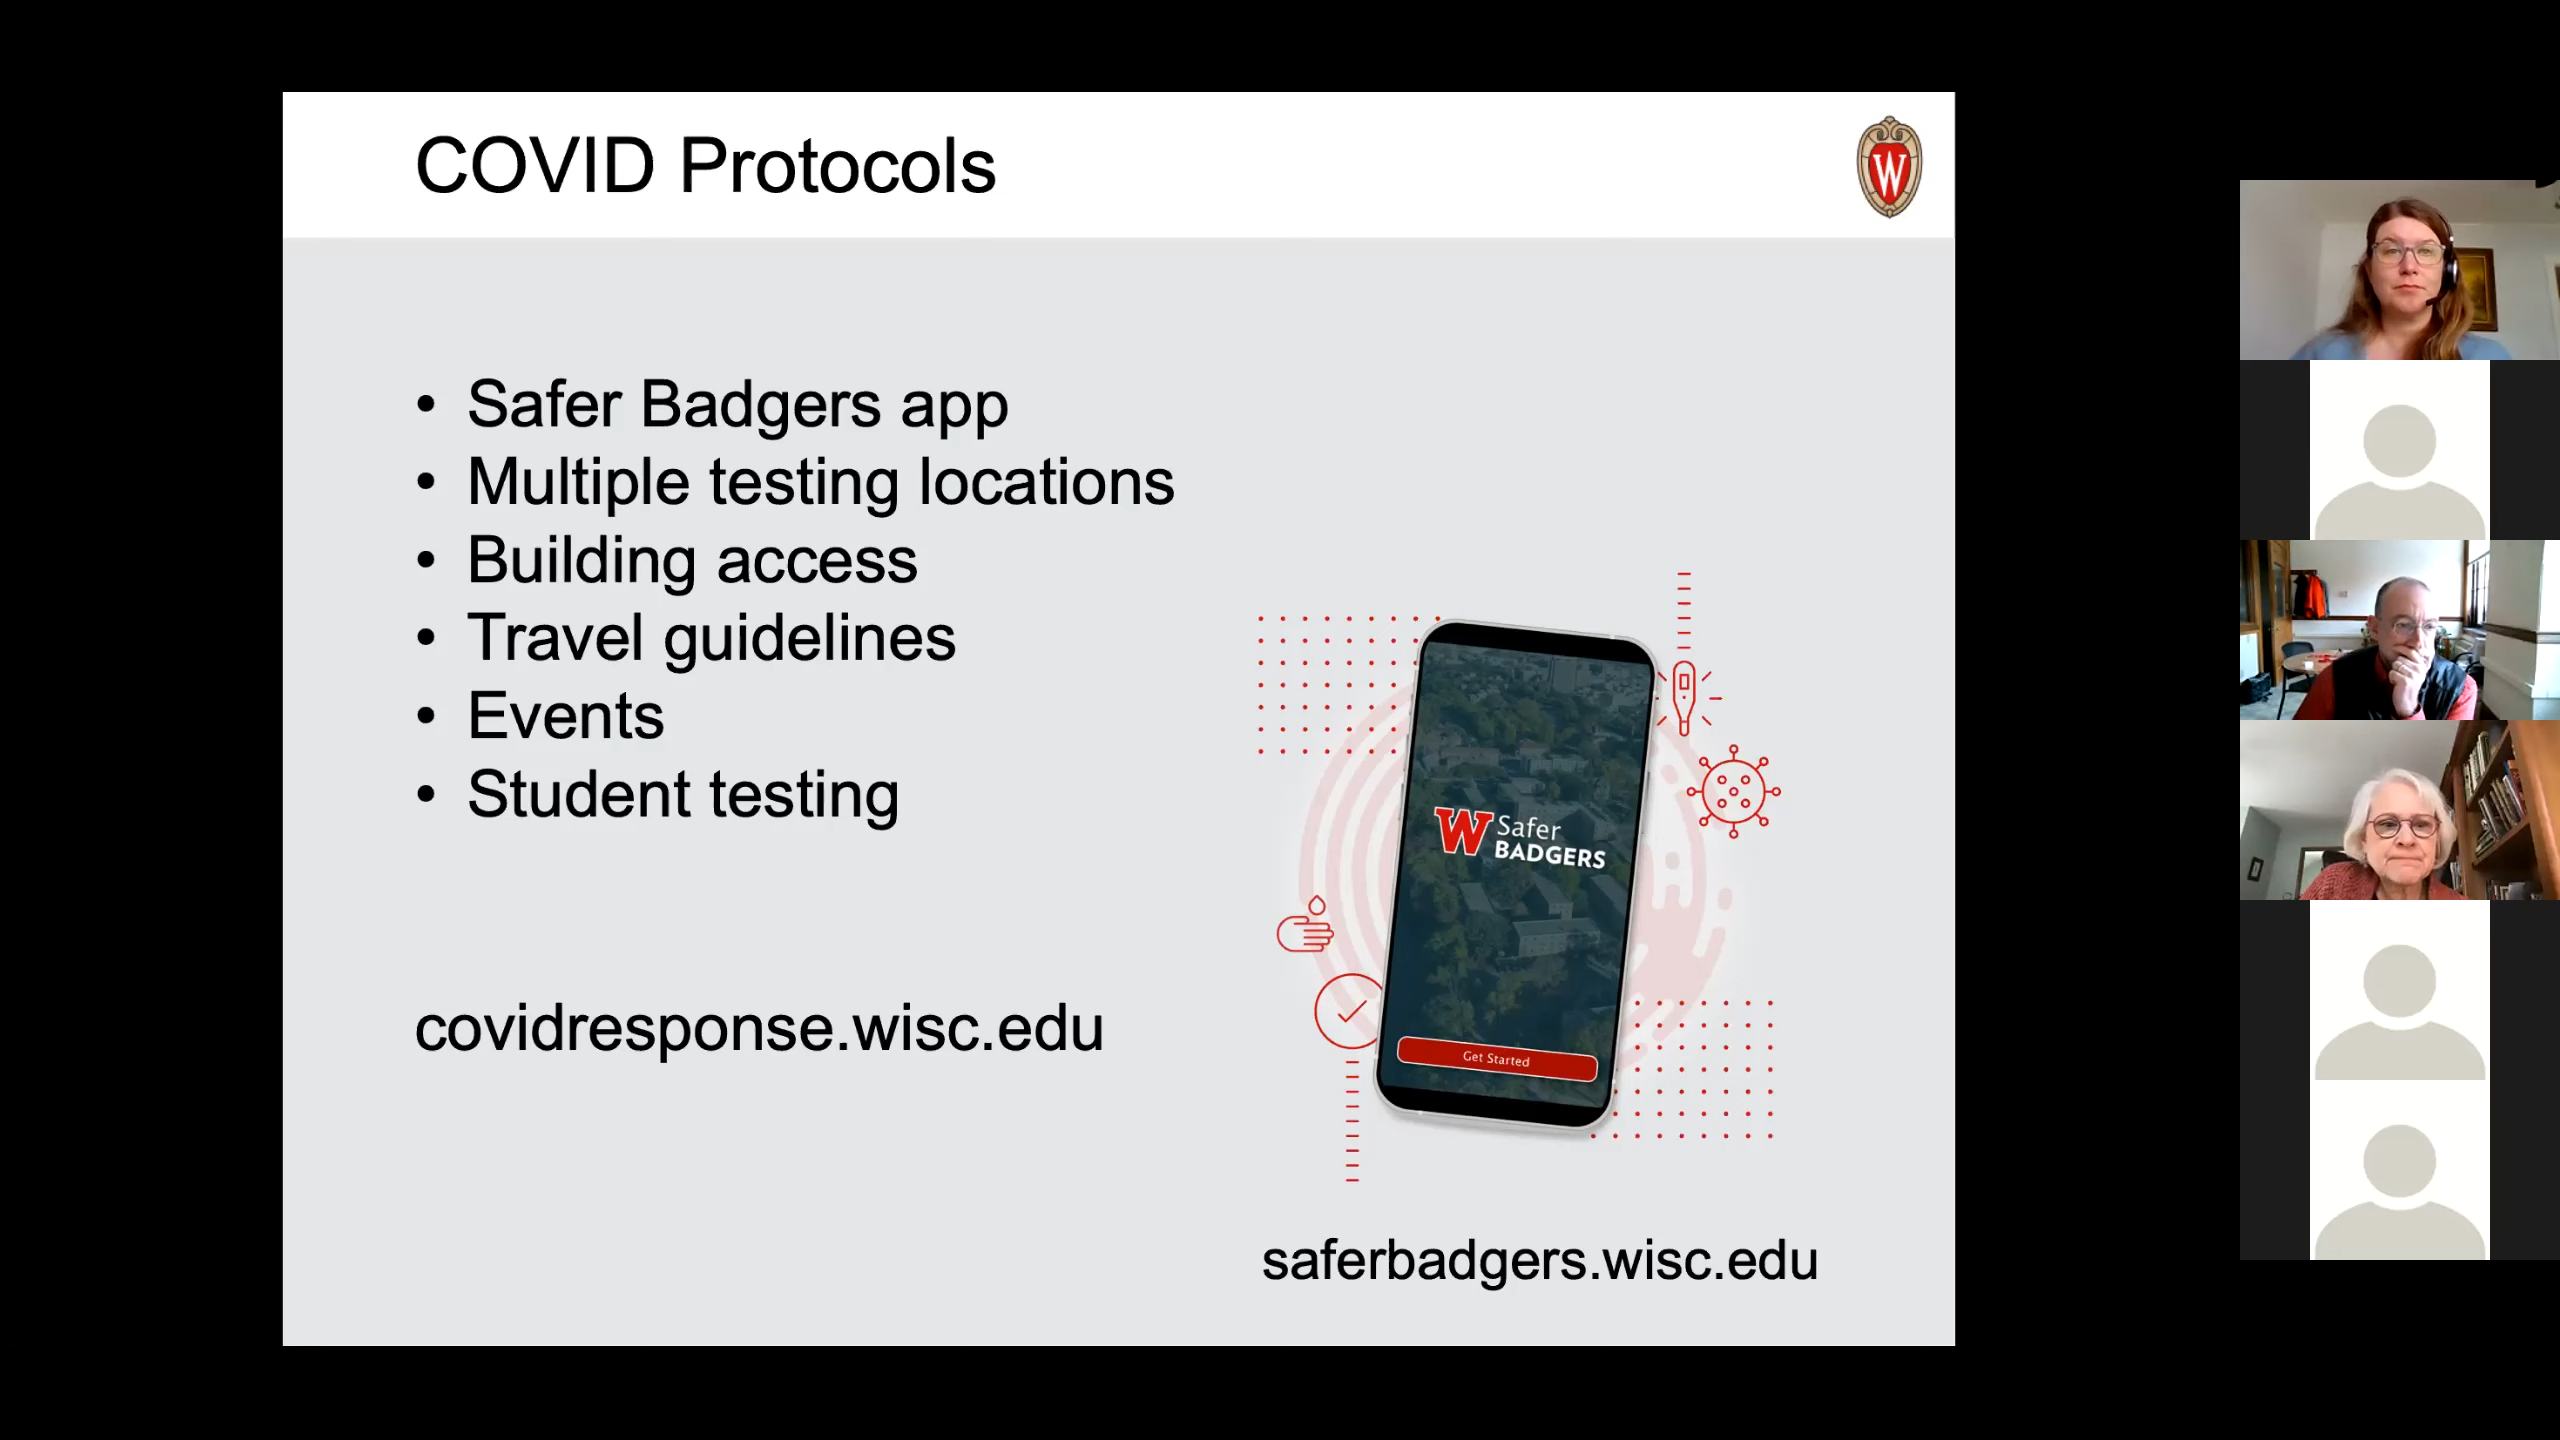 COVID Protocols
W
• Safer Badgers app
• Multiple testing locations
• Building access
• Travel guidelines
• Events
• Student testing
covidresponse.wisc.edu
W Safer
BADGERS
Get Started
saferbadgers.wisc.edu